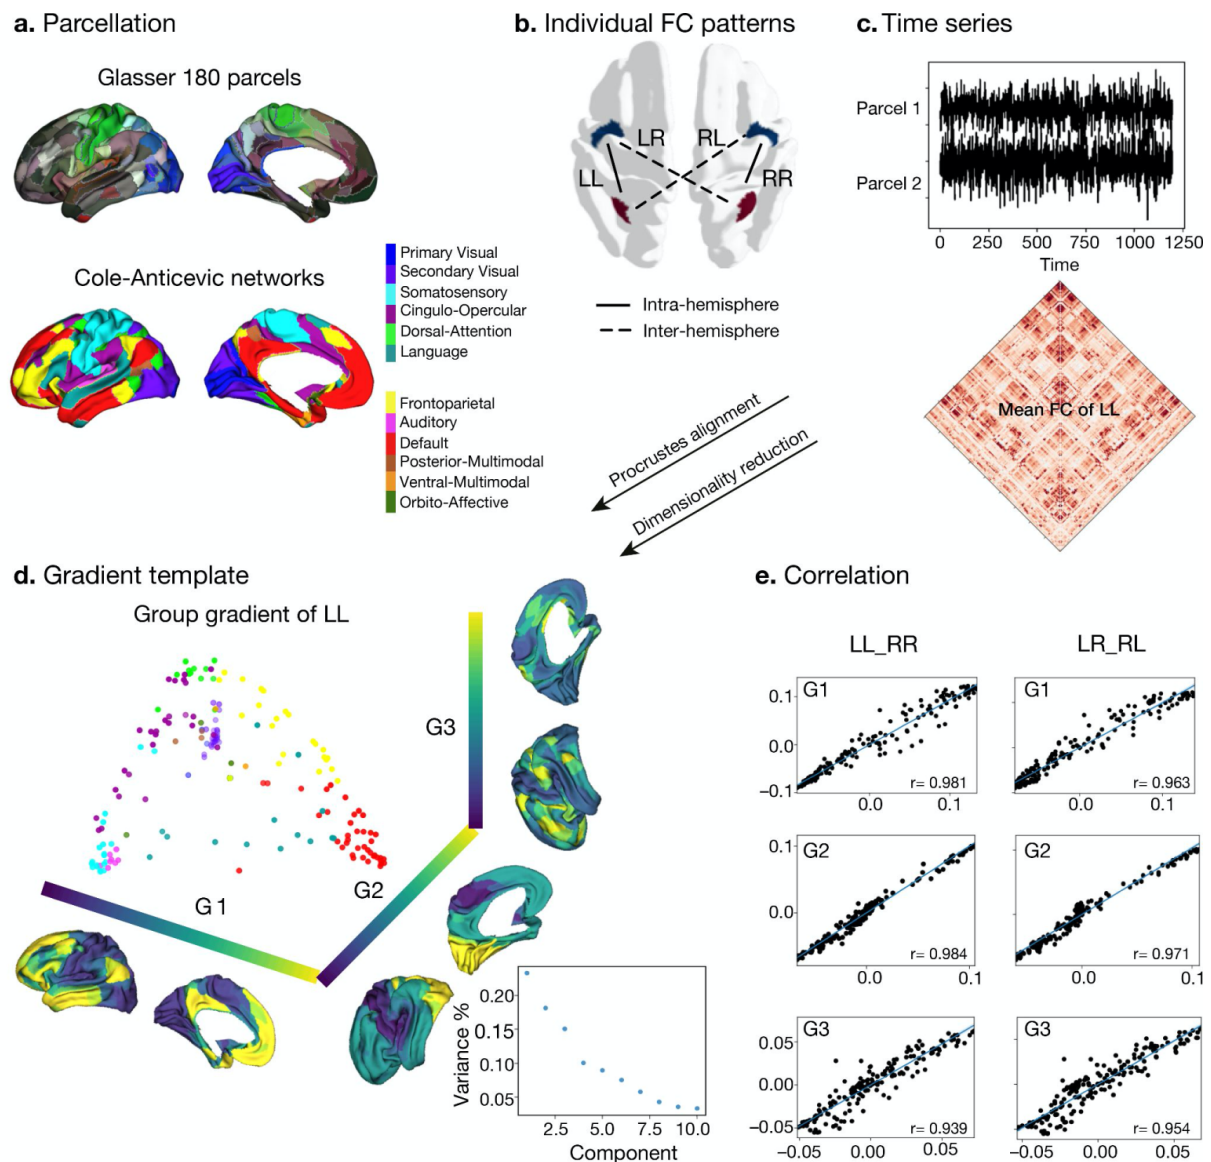 a. Parcellation
Glasser 180 parcels
Cole-Anticevic networks
Primary Visual
Secondary Visual
Somatosensory
Cingulo-Opercular
Dorsal-Attention
Language
Frontoparietal
Auditory
Default
Posterior-Multimodal
Ventral-Multimodal
Orbito-Affective
b. Individual FC patterns
LR RL
LL RR
Intra-hemisphere
Inter-hemisphere
c. Time series
Parcel 1
Parcel 2
0 250 500 750 1000 1250
Time
Mean FC of LL
Procrustes alignment
Dimensionality reduction
d. Gradient template
Group gradient of LL
G3
G2
G1
Variance %
0.20
0.15
0.10
0.05
2.5 5.0 7.5 10.0
Component
e. Correlation
LL_RR LR_RL
G1
0.1
0.0
−0.1
r= 0.981
0.0 0.1
G1
r= 0.963
0.0 0.1
G2
0.1
0.0
r= 0.984
0.0 0.1
G2
r= 0.971
0.0 0.1
G3
0.05
0.00
−0.05
r= 0.939
−0.05 0.00 0.05
G3
r= 0.954
−0.05 0.00 0.05